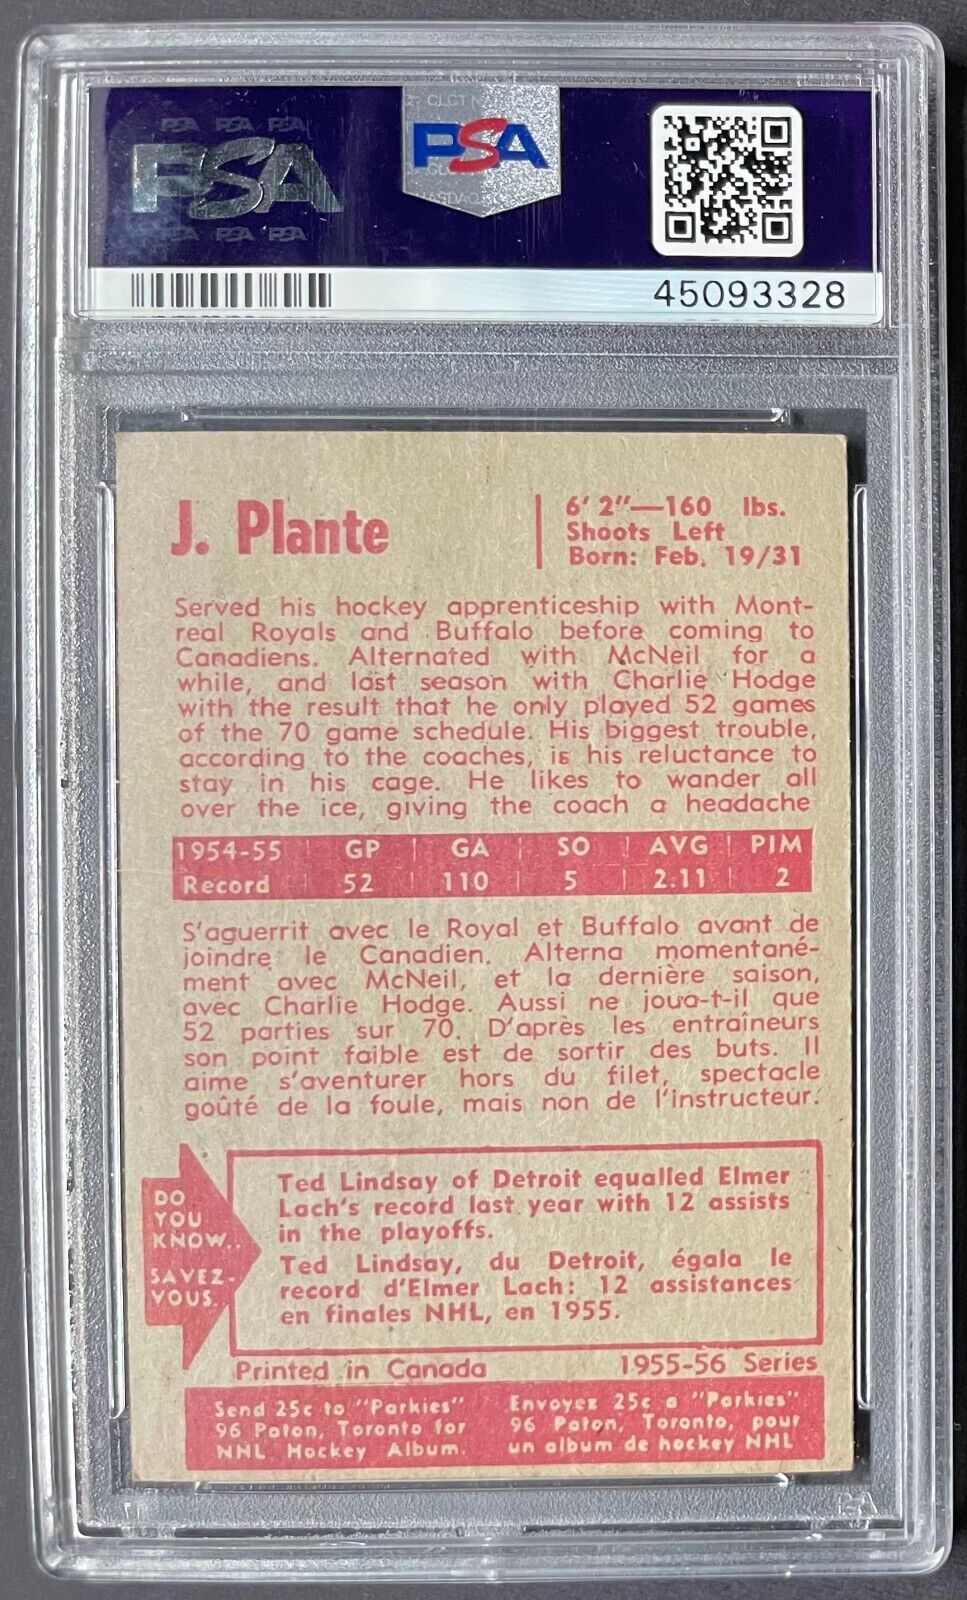 PSA PSA PSA
PSA
PSA PSA PSA
CLCT
PSA
45093328
J. Plante
6' 2"—160 lbs.
Shoots Left
Born: Feb. 19/31
Served his hockey apprenticeship with Mont-
real Royals and Buffalo before coming to
Canadiens. Alternated with McNeil for a
while, and last season with Charlie Hodge
with the result that he only played 52 games
of the 70 game schedule. His biggest trouble,
according to the coaches, is his reluctance to
stay in his cage. He likes to wander all
over the ice, giving the coach a headache
1954-55 GP GA SO AVG PIM
Record 52 110 5 2.11 2
S'aguerrit avec le Royal et Buffalo avant de
joindre le Canadien. Alterna momentané-
ment avec McNeil, et la dernière saison,
avec Charlie Hodge. Aussi ne joua-t-il que
52 parties sur 70. D'après les entraîneurs
son point faible est de sortir des buts. Il
aime s'aventurer hors du filet, spectacle
goûté de la foule, mais non de l'instructeur.
DO
YOU
KNOW..
SAVEZ-
VOUS..
Ted Lindsay of Detroit equalled Elmer
Lach's record last year with 12 assists
in the playoffs.
Ted Lindsay, du Detroit, égala le
record d'Elmer Lach: 12 assistances
en finales NHL, en 1955.
Printed in Canada 1955-56 Series
Send 25c to "Parkies"
96 Paton, Toronto for
NHL Hockey Album.
Envoyez 25c a "Parkies"
96 Paton, Toronto, pour
un album de hockey NHL